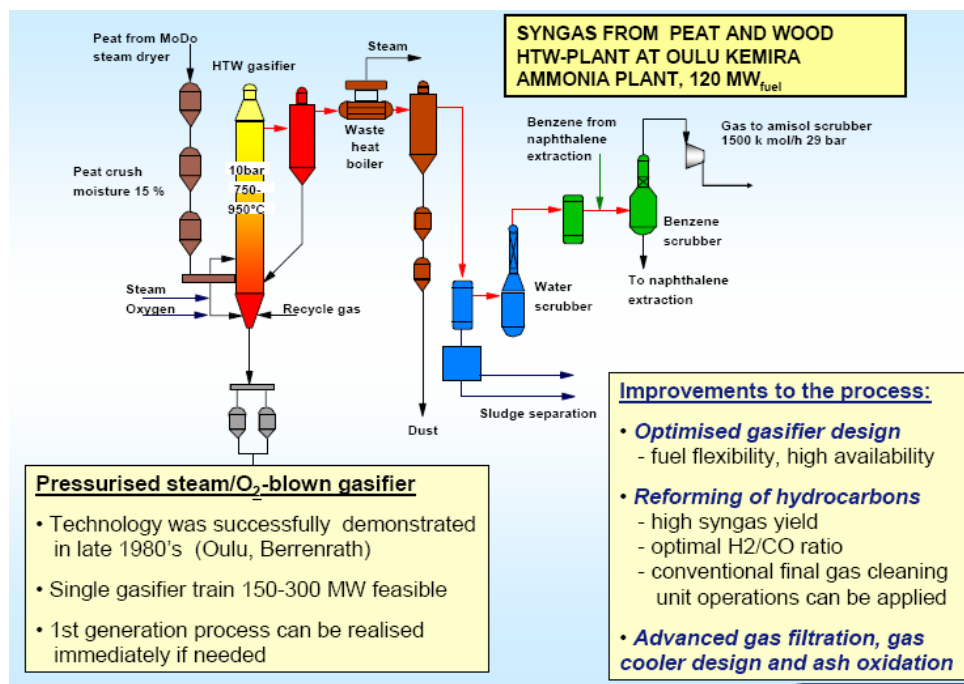 Peat from MoDo
steam dryer
HTW gasifier
Steam
SYNGAS FROM PEAT AND WOOD
HTW-PLANT AT OULU KEMIRA
AMMONIA PLANT, 120 MWfuel
Waste
heat
boiler
Benzene from
naphthalene
extraction
Gas to amisol scrubber
1500 k mol/h 29 bar
Peat crush
moisture 15 %
10bar
750-
950°C
Benzene
scrubber
To naphthalene
extraction
Steam
Oxygen
Recycle gas
Water
scrubber
Sludge separation
Dust
Pressurised steam/O2-blown gasifier
• Technology was successfully demonstrated
in late 1980's (Oulu, Berrenrath)
• Single gasifier train 150-300 MW feasible
• 1st generation process can be realised
immediately if needed
Improvements to the process:
• Optimised gasifier design
- fuel flexibility, high availability
• Reforming of hydrocarbons
- high syngas yield
- optimal H2/CO ratio
- conventional final gas cleaning
unit operations can be applied
• Advanced gas filtration, gas
cooler design and ash oxidation